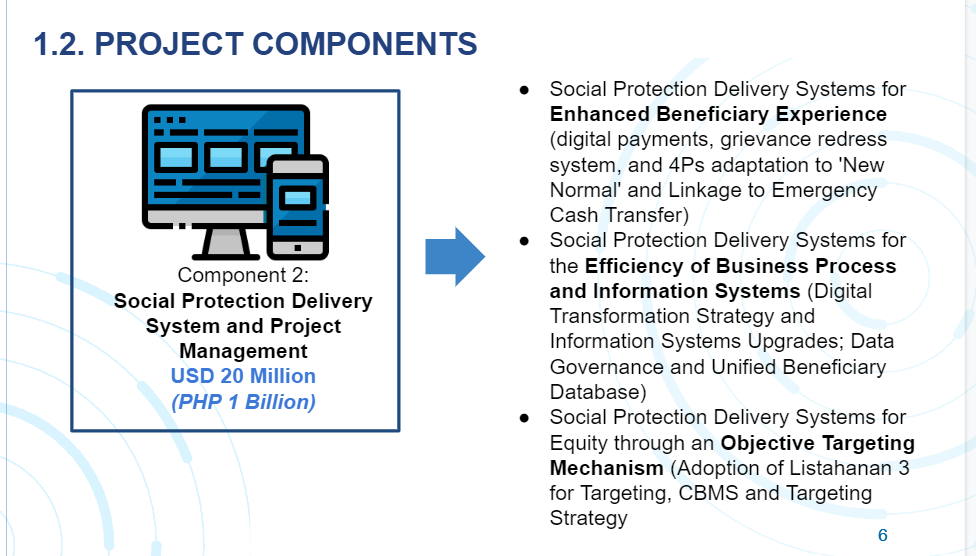 1.2. PROJECT COMPONENTS
Component 2:
Social Protection Delivery
System and Project
Management
USD 20 Million
(PHP 1 Billion)
● Social Protection Delivery Systems for
Enhanced Beneficiary Experience
(digital payments, grievance redress
system, and 4Ps adaptation to 'New
Normal' and Linkage to Emergency
Cash Transfer)
● Social Protection Delivery Systems for
the Efficiency of Business Process
and Information Systems (Digital
Transformation Strategy and
Information Systems Upgrades; Data
Governance and Unified Beneficiary
Database)
● Social Protection Delivery Systems for
Equity through an Objective Targeting
Mechanism (Adoption of Listahanan 3
for Targeting, CBMS and Targeting
Strategy
6